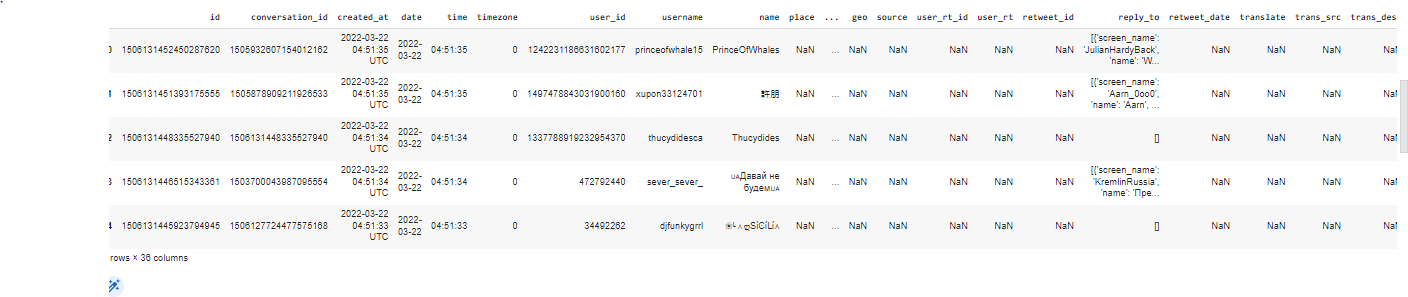 id conversation_id created_at date time timezone user_id username name place ... geo source user_rt_id user_rt retweet_id reply_to retweet_date translate trans_src trans_des
0 1506131452450287620 1505932607154012162 2022-03-22 04:51:35 UTC 2022-03-22 04:51:35 0 1242231186631602177 princeofwhale15 PrinceOfWhales NaN ... NaN NaN NaN NaN NaN [{'screen_name': 'JulianHardyBack', 'name': 'W... NaN NaN NaN NaN
1 1506131451393175555 1505878909211926533 2022-03-22 04:51:35 UTC 2022-03-22 04:51:35 0 1497478843031900160 xupon33124701 許朋 NaN ... NaN NaN NaN NaN NaN [{'screen_name': 'Aarn_0oo0', 'name': 'Aarn', ... NaN NaN NaN NaN
2 1506131448335527940 1506131448335527940 2022-03-22 04:51:34 UTC 2022-03-22 04:51:34 0 1337788919232954370 thucydidesca Thucydides NaN ... NaN NaN NaN NaN NaN [] NaN NaN NaN NaN
3 1506131446515343361 1503700043987095554 2022-03-22 04:51:34 UTC 2022-03-22 04:51:34 0 472792440 sever_sever_ 🇺🇦Давай не будем🇺🇦 NaN ... NaN NaN NaN NaN NaN [{'screen_name': 'KremlinRussia', 'name': 'Пре... NaN NaN NaN NaN
4 1506131445923794945 1506127724477575168 2022-03-22 04:51:33 UTC 2022-03-22 04:51:33 0 34492262 djfunkygrrl NaN ... NaN NaN NaN NaN NaN [] NaN NaN NaN NaN
rows × 36 columns